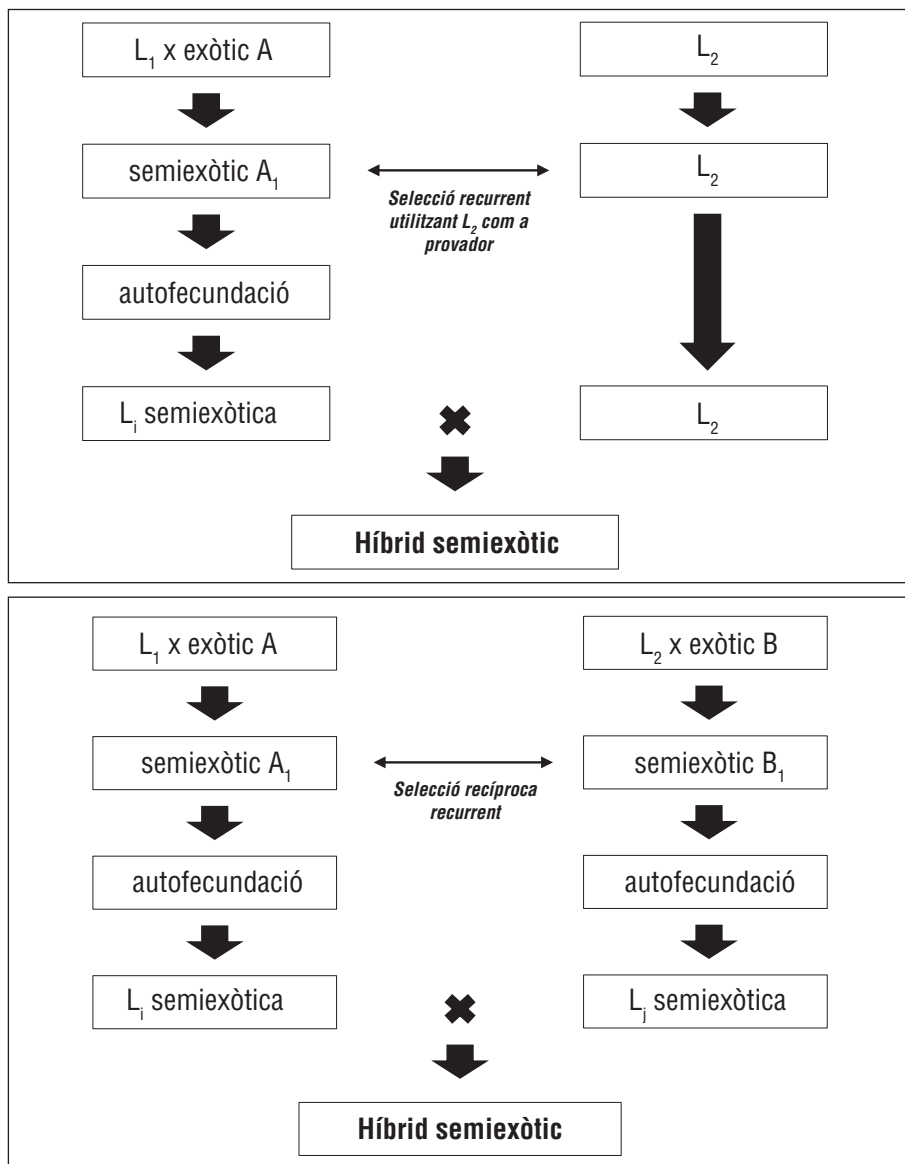 L₁ x exòtic A
L₂
semiexòtic A₁
L₂
Selecció recurrent
utilitzant L₂ com a
provador
autofecundació
L₂
Lᵢ semiexòtica
Híbrid semiexòtic
L₁ x exòtic A
L₂ x exòtic B
semiexòtic A₁
semiexòtic B₁
Selecció recíproca
recurrent
autofecundació
autofecundació
Lᵢ semiexòtica
Lⱼ semiexòtica
Híbrid semiexòtic